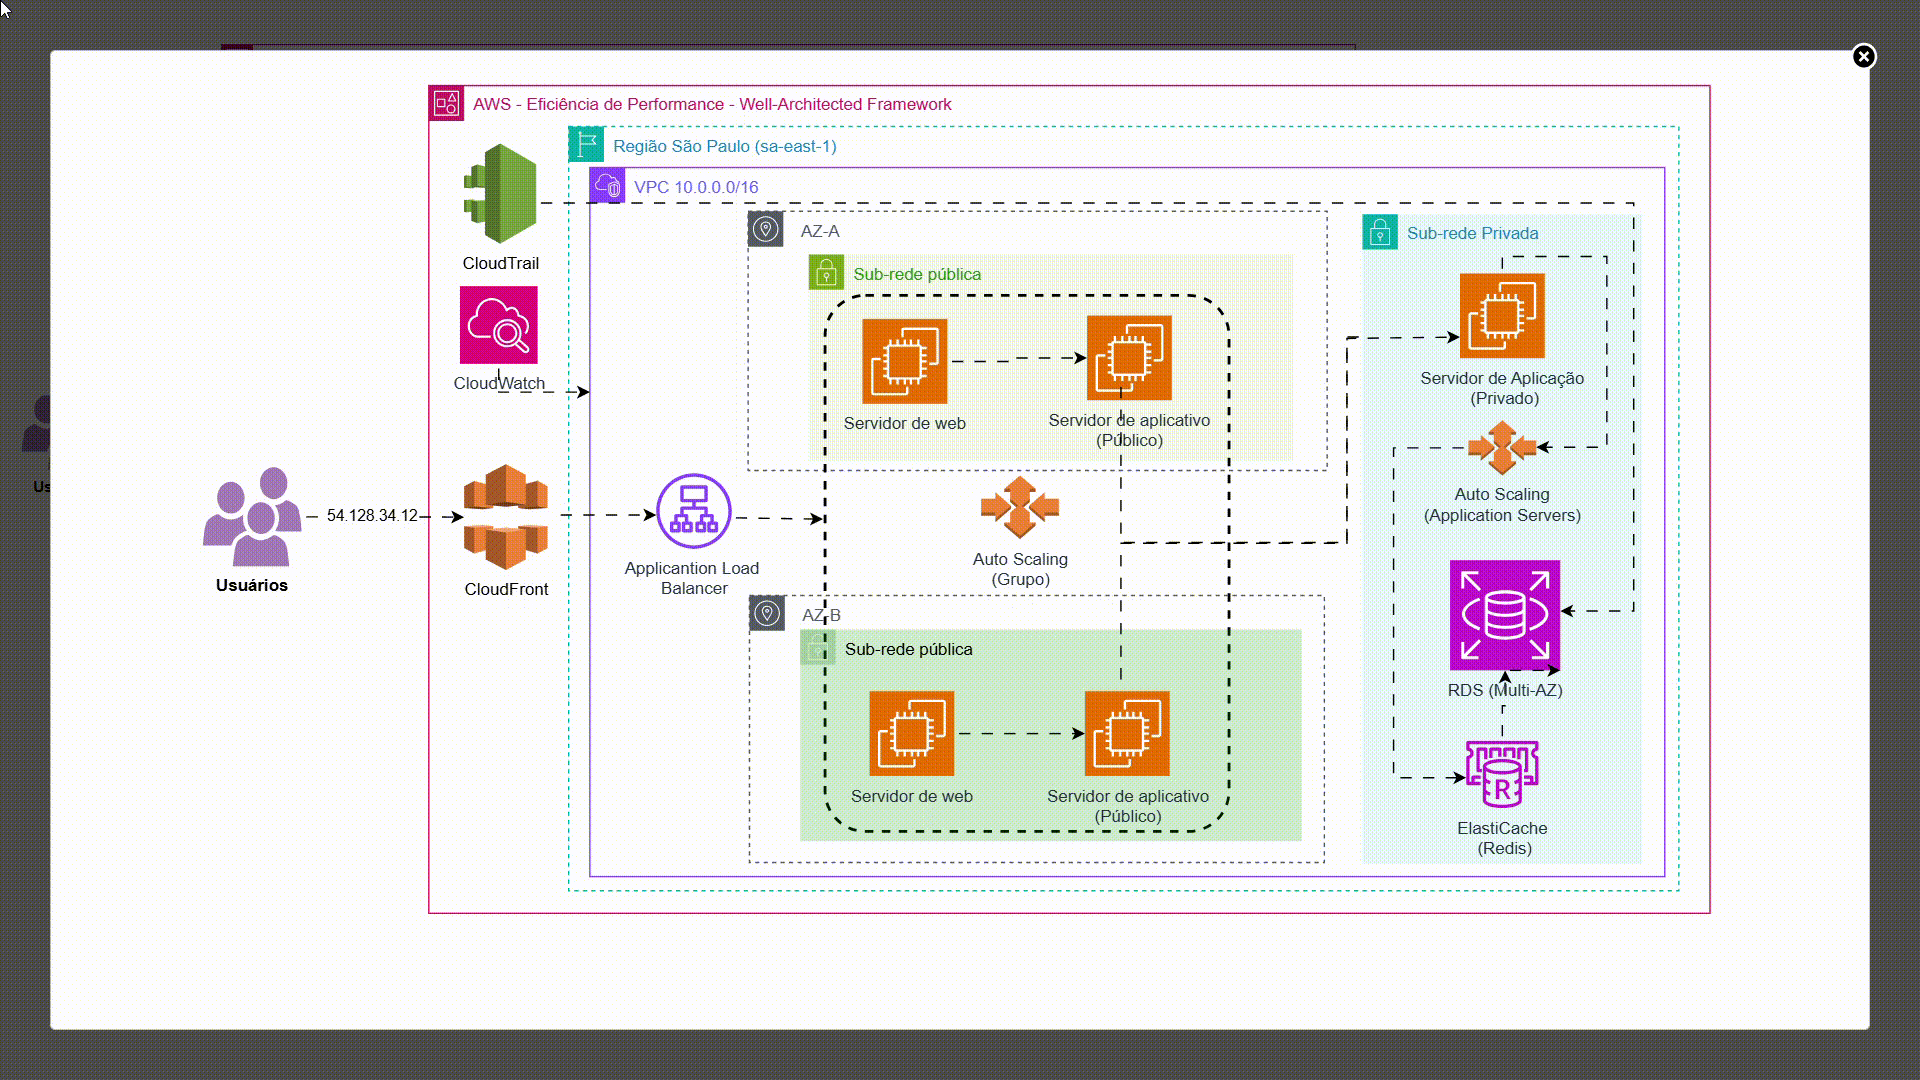 AWS - Eficiência de Performance - Well-Architected Framework
Região São Paulo (sa-east-1)
VPC 10.0.0.0/16
CloudTrail
CloudWatch
Us
54.128.34.12
Usuários
CloudFront
Applicantion Load
Balancer
AZ-A
Sub-rede pública
Servidor de web
Servidor de aplicativo
(Público)
Auto Scaling
(Grupo)
AZ-B
Sub-rede pública
Servidor de web
Servidor de aplicativo
(Público)
Sub-rede Privada
Servidor de Aplicação
(Privado)
Auto Scaling
(Application Servers)
RDS (Multi-AZ)
R
ElastiCache
(Redis)